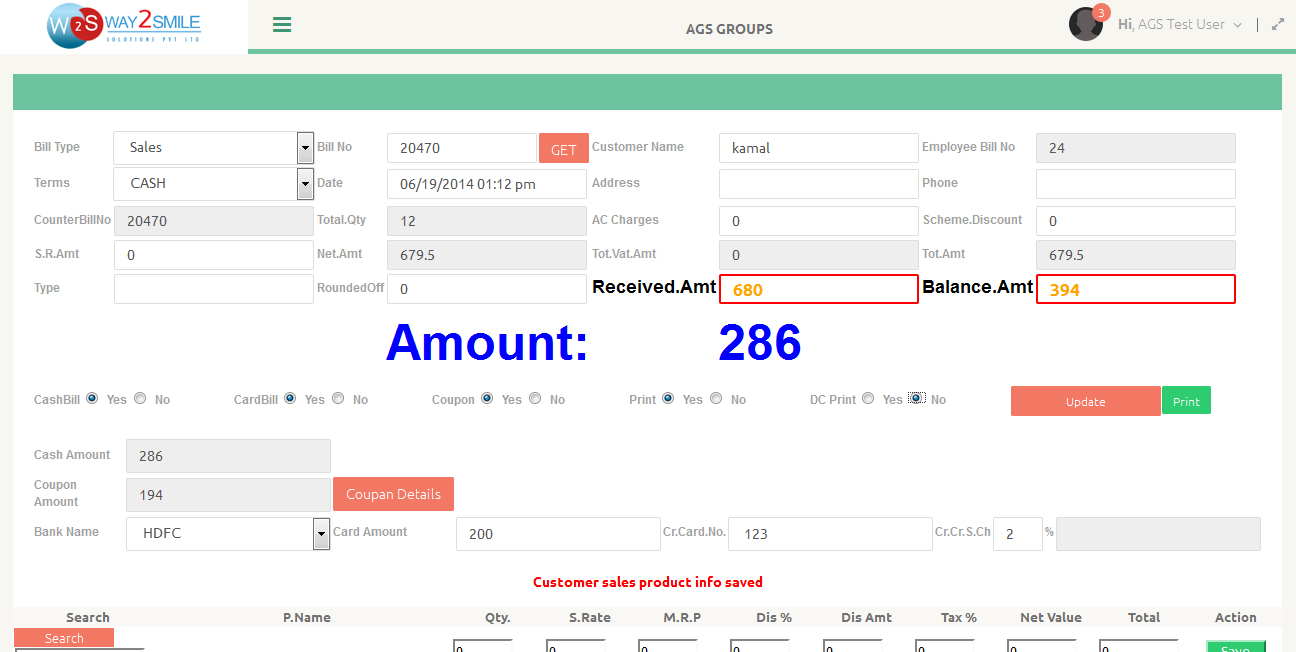 W2S WAY2SMILE
SOLUTIONS PVT LTD
AGS GROUPS
3
Hi, AGS Test User
Bill Type Sales Bill No 20470 GET Customer Name kamal Employee Bill No 24
Terms CASH Date 06/19/2014 01:12 pm Address Phone
CounterBillNo 20470 Total.Qty 12 AC Charges 0 Scheme.Discount 0
S.R.Amt 0 Net.Amt 679.5 Tot.Vat.Amt 0 Tot.Amt 679.5
Type RoundedOff 0 Received.Amt 680 Balance.Amt 394
Amount: 286
CashBill Yes No CardBill Yes No Coupon Yes No Print Yes No DC Print Yes No Update Print
Cash Amount 286
Coupon
Amount 194 Coupan Details
Bank Name HDFC Card Amount 200 Cr.Card.No. 123 Cr.Cr.S.Ch 2 %
Customer sales product info saved
Search P.Name Qty. S.Rate M.R.P Dis % Dis Amt Tax % Net Value Total Action
Search 0 0 0 0 0 0 0 0 Save